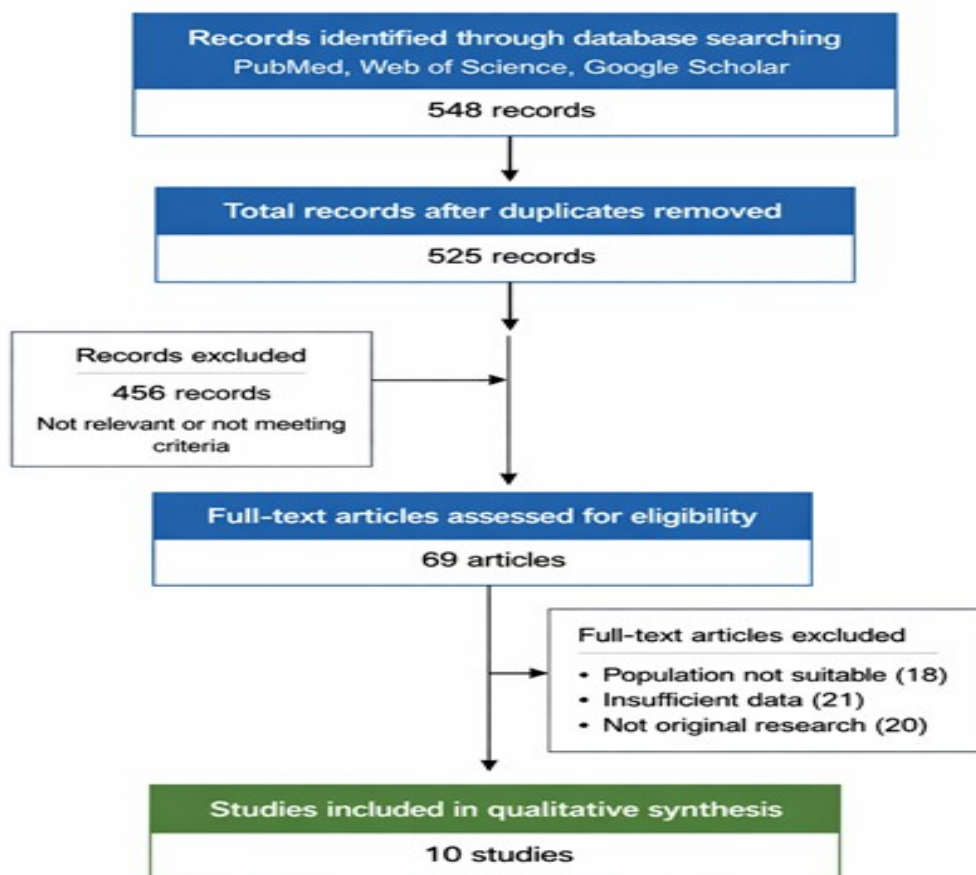 Records identified through database searching
PubMed, Web of Science, Google Scholar
548 records
Total records after duplicates removed
525 records
Records excluded
456 records
Not relevant or not meeting
criteria
Full-text articles assessed for eligibility
69 articles
Full-text articles excluded
• Population not suitable (18)
• Insufficient data (21)
• Not original research (20)
Studies included in qualitative synthesis
10 studies